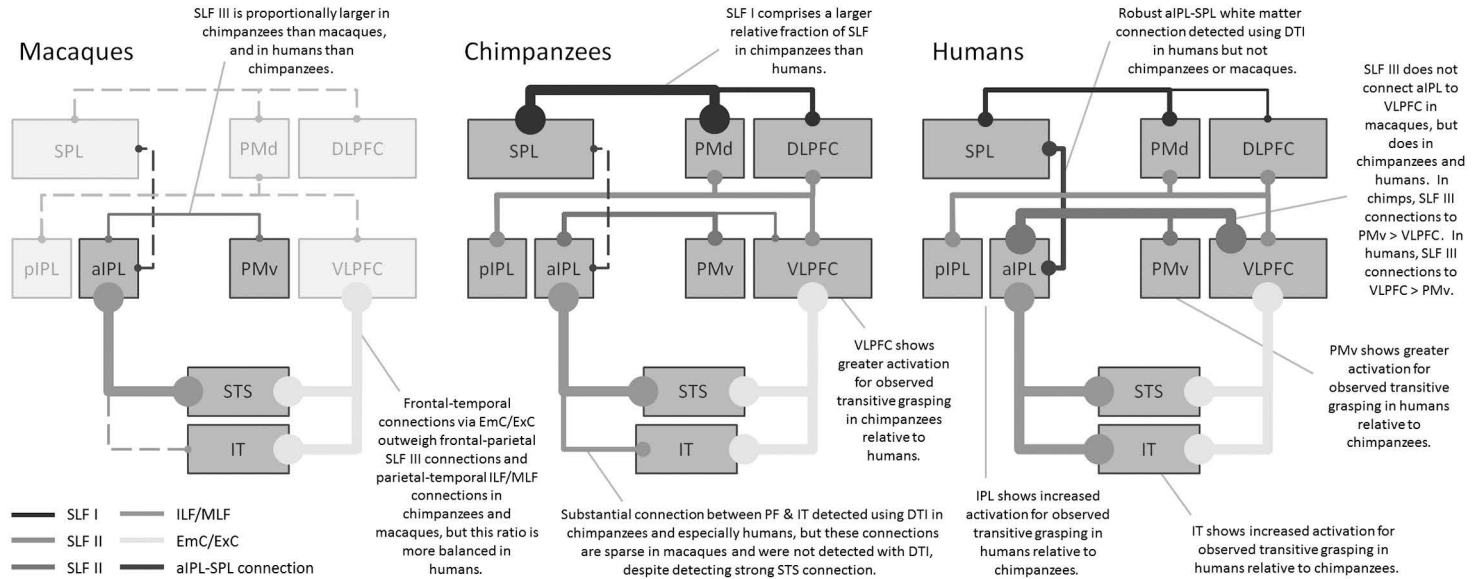 SLF III is proportionally larger in
chimpanzees than macaques,
and in humans than
chimpanzees.
Macaques
SPL
PMd
DLPFC
pIPL
aIPL
PMv
VLPFC
STS
IT
Frontal-temporal
connections via EmC/ExC
outweigh frontal-parietal
SLF III connections and
parietal-temporal ILF/MLF
connections in
chimpanzees and
macaques, but this ratio is
more balanced in
humans.
SLF I
SLF II
SLF II
ILF/MLF
EmC/ExC
aIPL-SPL connection
SLF I comprises a larger
relative fraction of SLF
in chimpanzees than
humans.
Chimpanzees
SPL
PMd
DLPFC
pIPL
aIPL
PMv
VLPFC
STS
IT
VLPFC shows
greater activation
for observed
transitive grasping
in chimpanzees
relative to
humans.
Substantial connection between PF & IT detected using DTI in
chimpanzees and especially humans, but these connections
are sparse in macaques and were not detected with DTI,
despite detecting strong STS connection.
Robust aIPL-SPL white matter
connection detected using DTI
in humans but not
chimpanzees or macaques.
Humans
SPL
PMd
DLPFC
pIPL
aIPL
PMv
VLPFC
STS
IT
SLF III does not
connect aIPL to
VLPFC in
macaques, but
does in
chimpanzees and
humans. In
chimps, SLF III
connections to
PMv > VLPFC. In
humans, SLF III
connections to
VLPFC > PMv.
PMv shows greater
activation for
observed transitive
grasping in humans
relative to
chimpanzees.
IPL shows increased
activation for observed
transitive grasping in
humans relative to
chimpanzees.
IT shows increased activation for
observed transitive grasping in
humans relative to chimpanzees.